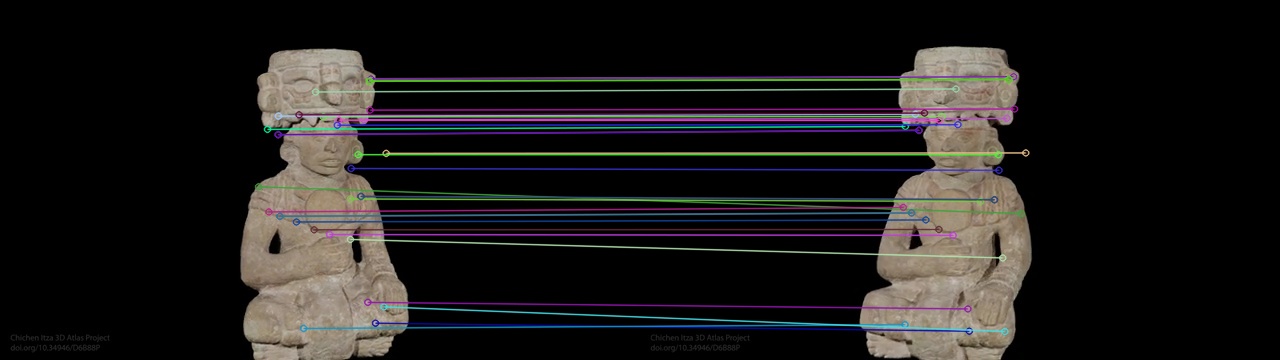 Chichen Itza 3D Atlas Project
doi.org/10.34946/D6B88P
Chichen Itza 3D Atlas Project
doi.org/10.34946/D6B88P